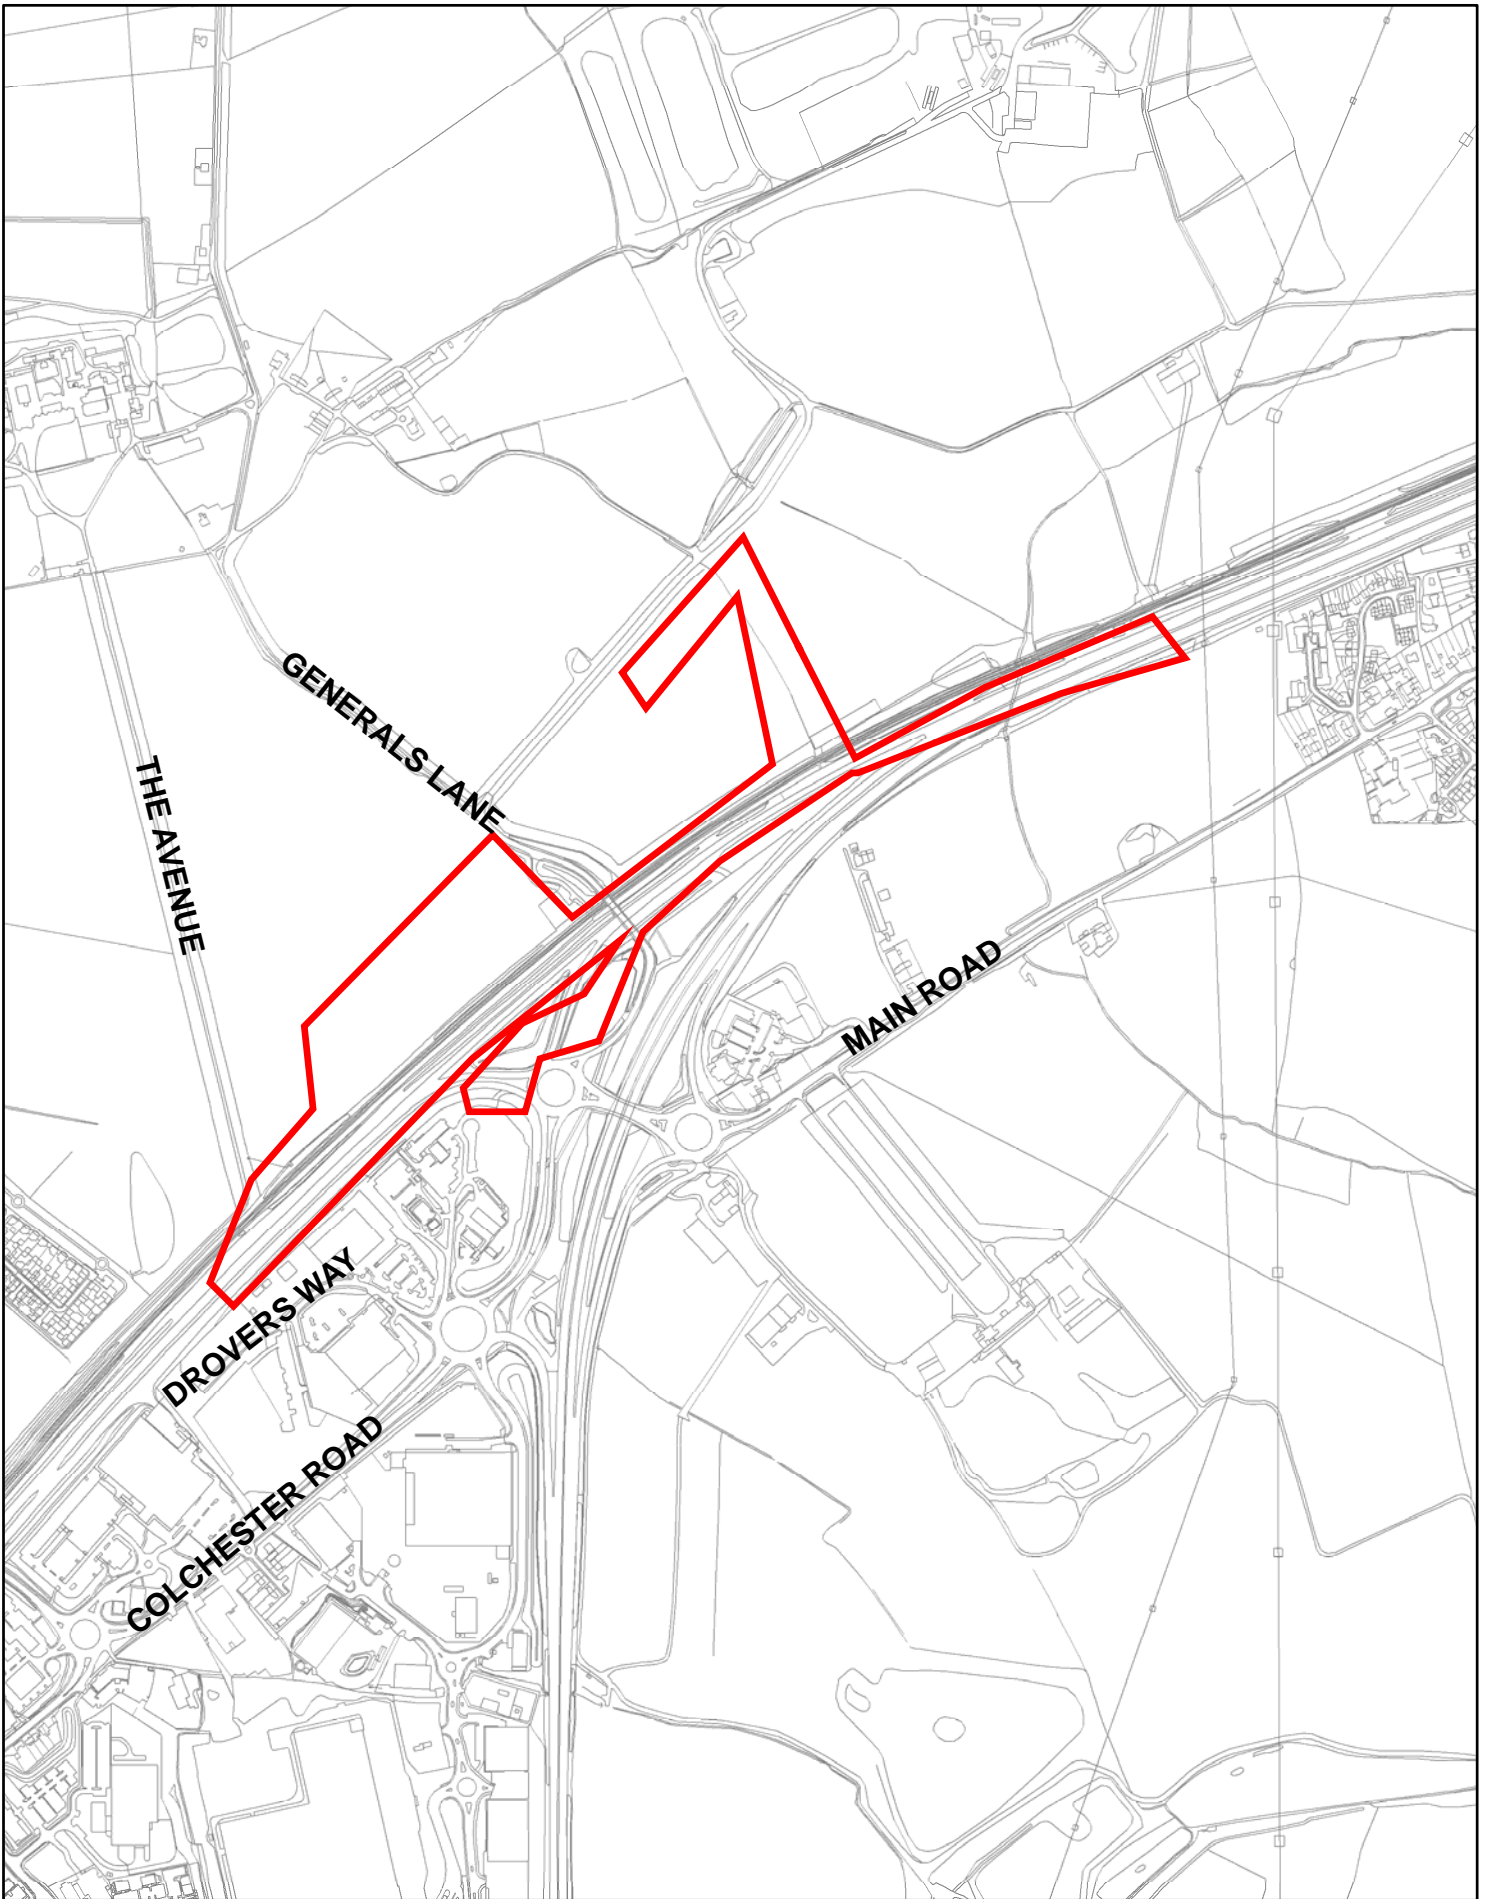 GENERALS LANE
THE AVENUE
MAIN ROAD
DROVERS WAY
COLCHESTER ROAD